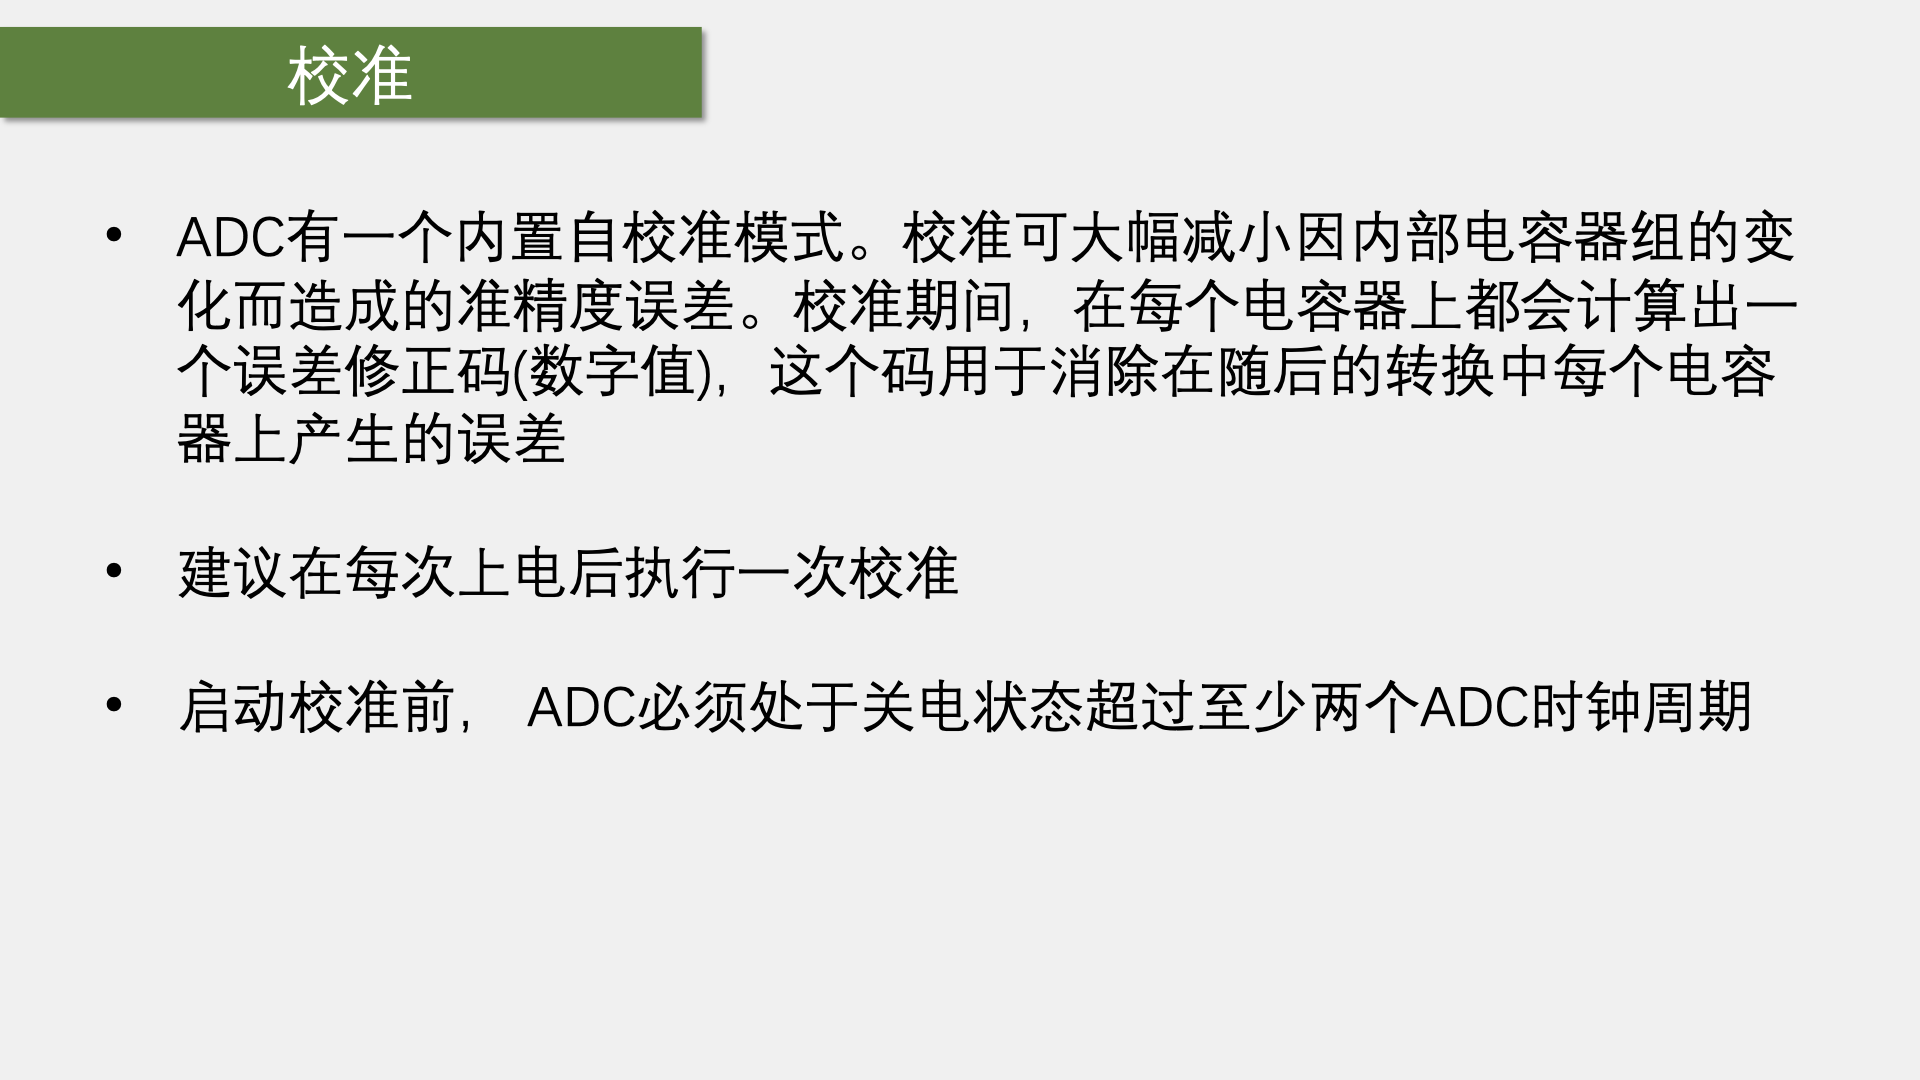 校准
• ADC有一个内置自校准模式。校准可大幅减小因内部电容器组的变
化而造成的准精度误差。校准期间，在每个电容器上都会计算出一
个误差修正码(数字值)，这个码用于消除在随后的转换中每个电容
器上产生的误差
• 建议在每次上电后执行一次校准
• 启动校准前， ADC必须处于关电状态超过至少两个ADC时钟周期